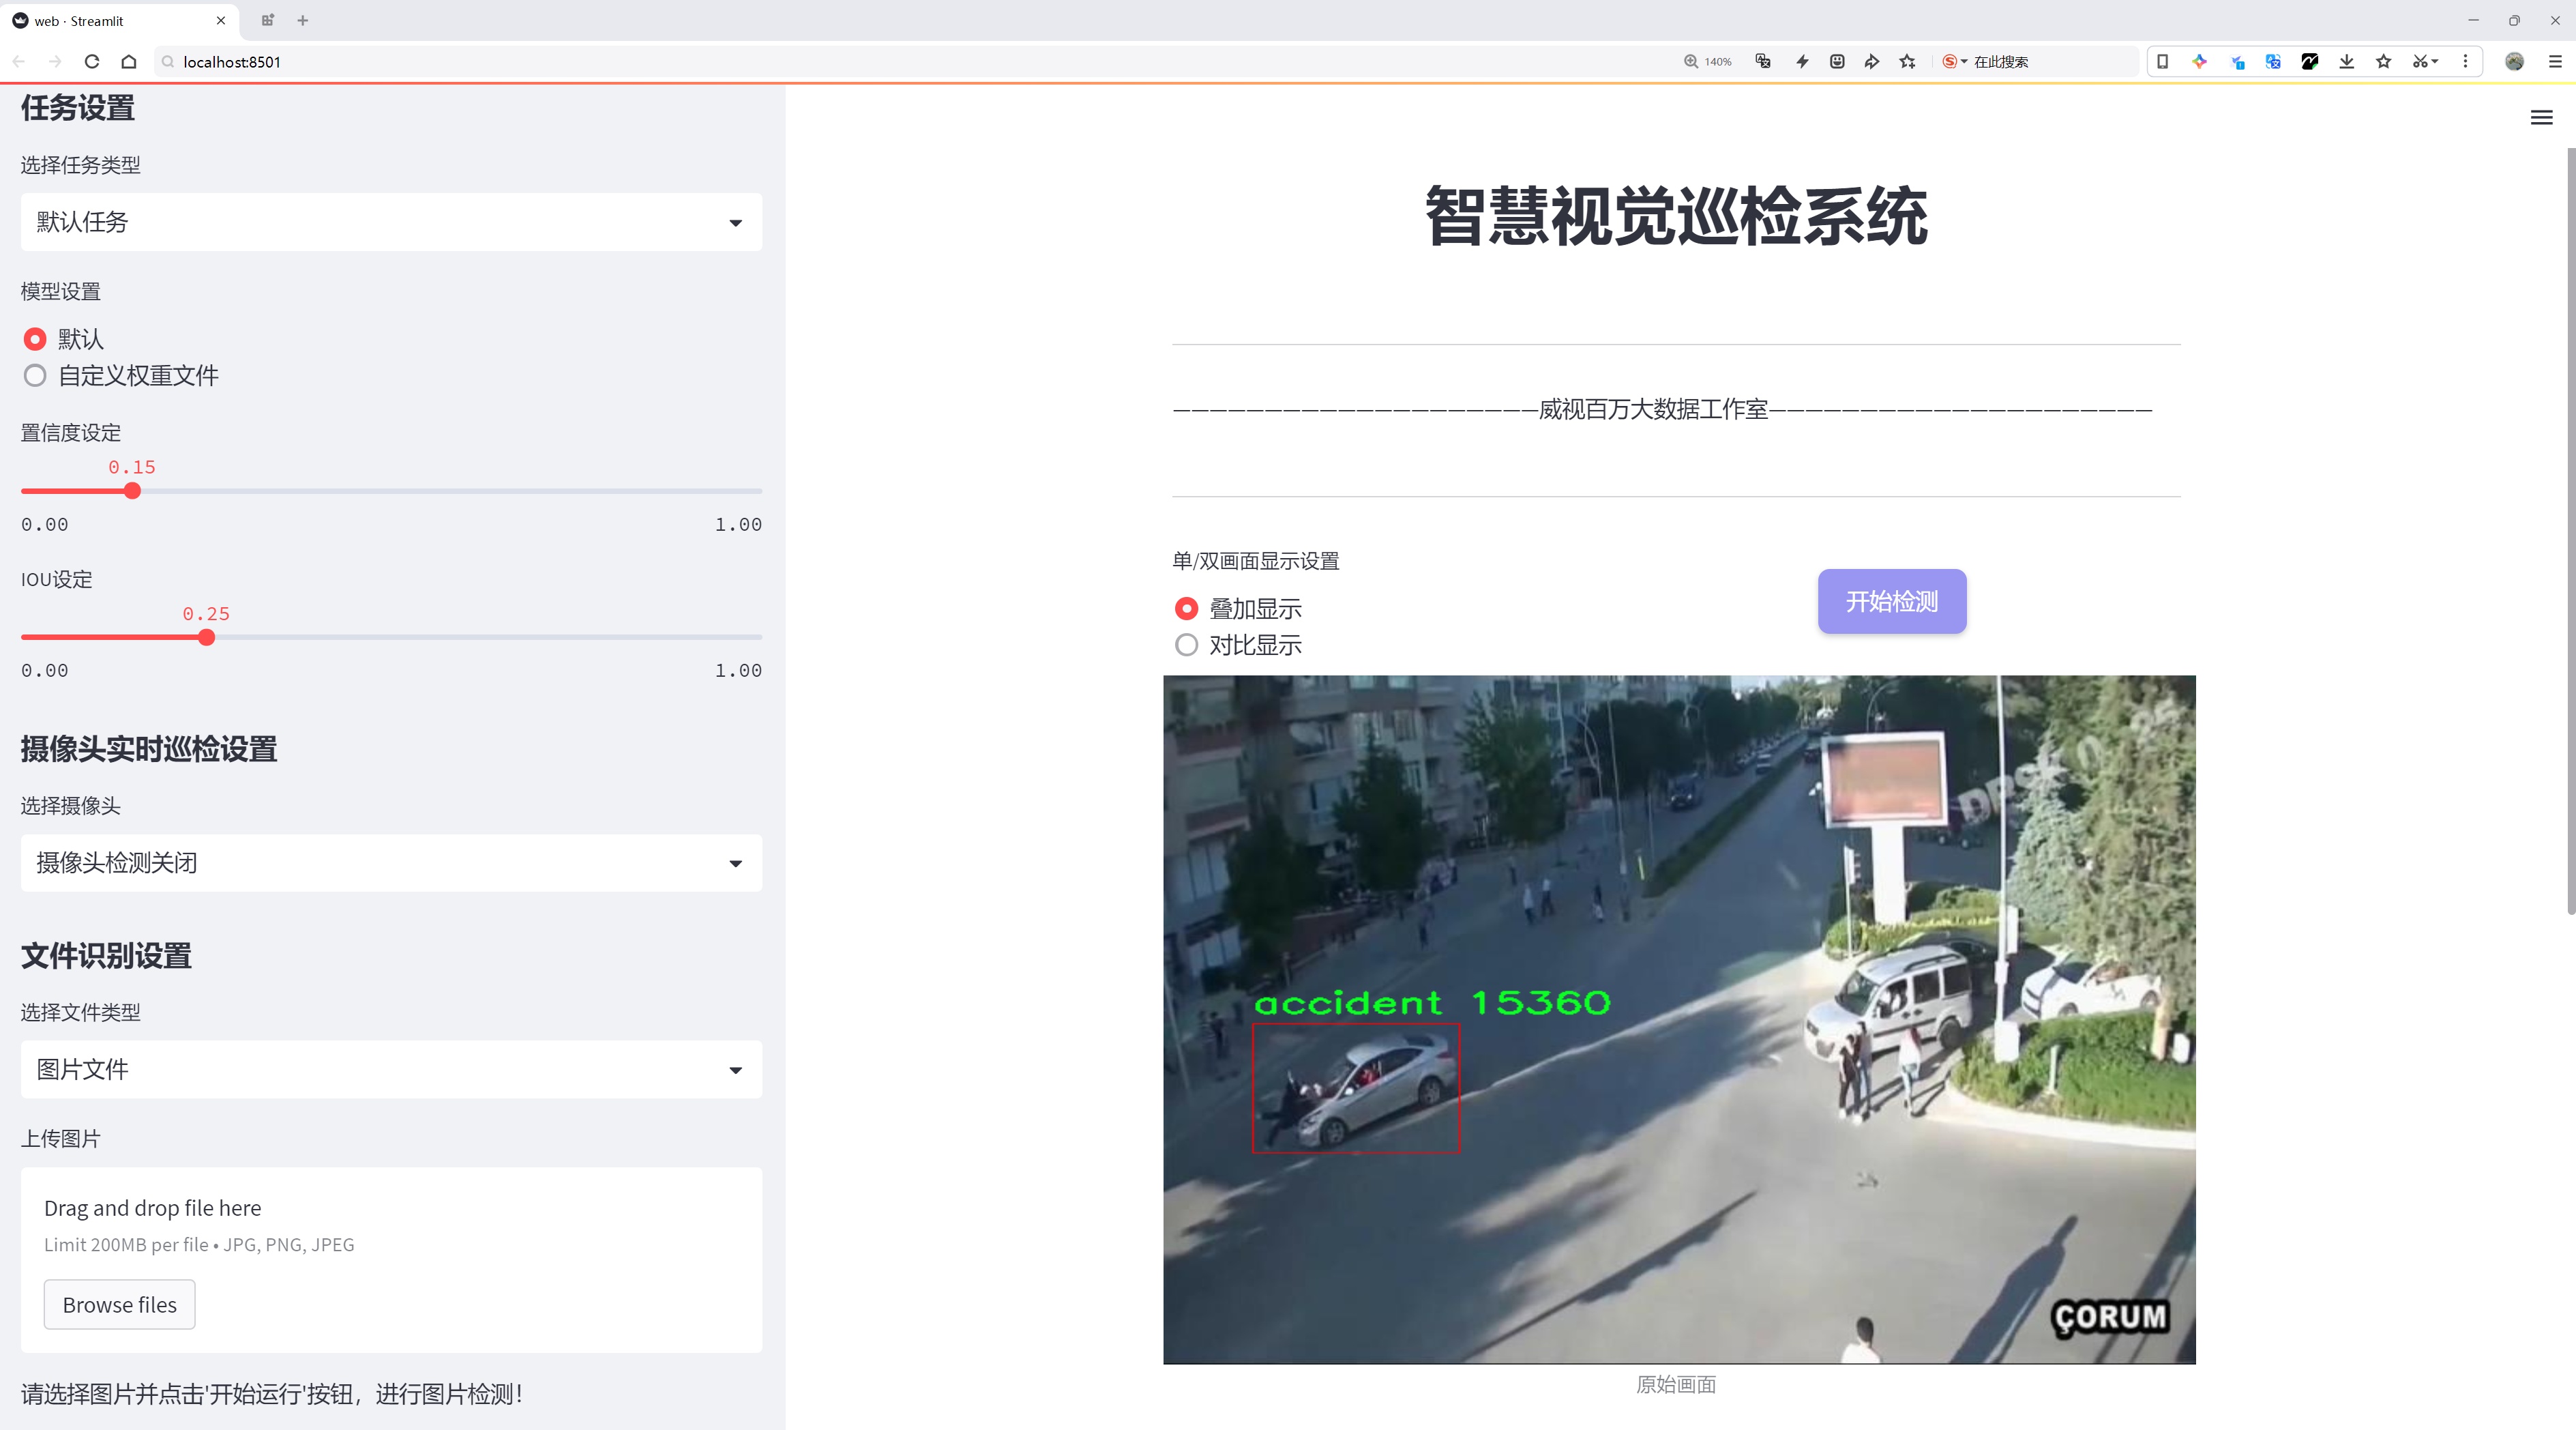 web · Streamlit
localhost:8501
140%
在此搜索
任务设置
选择任务类型
默认任务
模型设置
默认
自定义权重文件
置信度设定
0.15
0.00
1.00
IOU设定
0.25
0.00
1.00
摄像头实时巡检设置
选择摄像头
摄像头检测关闭
文件识别设置
选择文件类型
图片文件
上传图片
Drag and drop file here
Limit 200MB per file • JPG, PNG, JPEG
Browse files
请选择图片并点击'开始运行'按钮，进行图片检测！
智慧视觉巡检系统
————————————————————威视百万大数据工作室—————————————————————
单/双画面显示设置
叠加显示
对比显示
开始检测
accident 15360
ÇORUM
原始画面